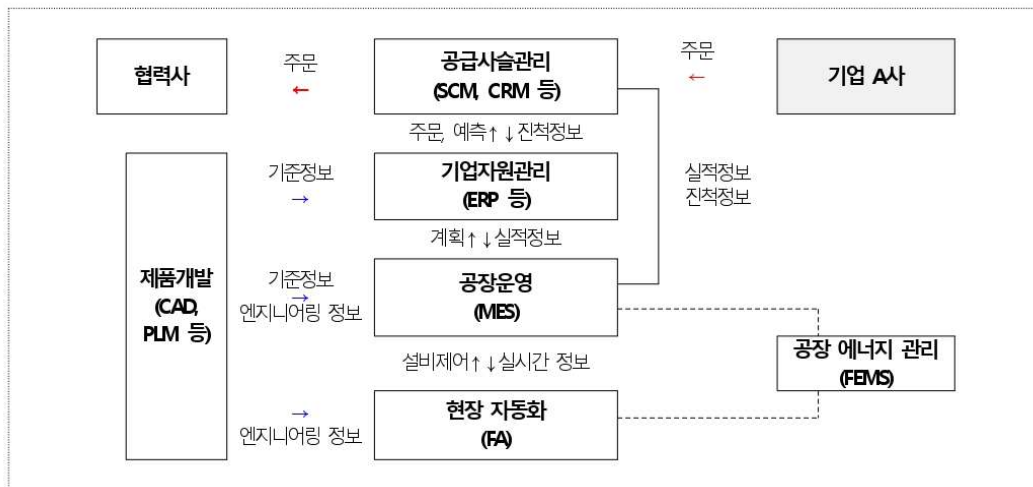 협력사
주문
←
공급사슬관리
(SCM, CRM 등)
주문
←
기업 A사
주문, 예측↑↓진척정보
기준정보
→
기업자원관리
(ERP 등)
실적정보
진척정보
계획↑↓실적정보
제품개발
(CAD,
PLM 등)
기준정보
→
엔지니어링 정보
공장운영
(MES)
설비제어↑↓실시간 정보
공장 에너지 관리
(FEMS)
→
엔지니어링 정보
현장 자동화
(FA)